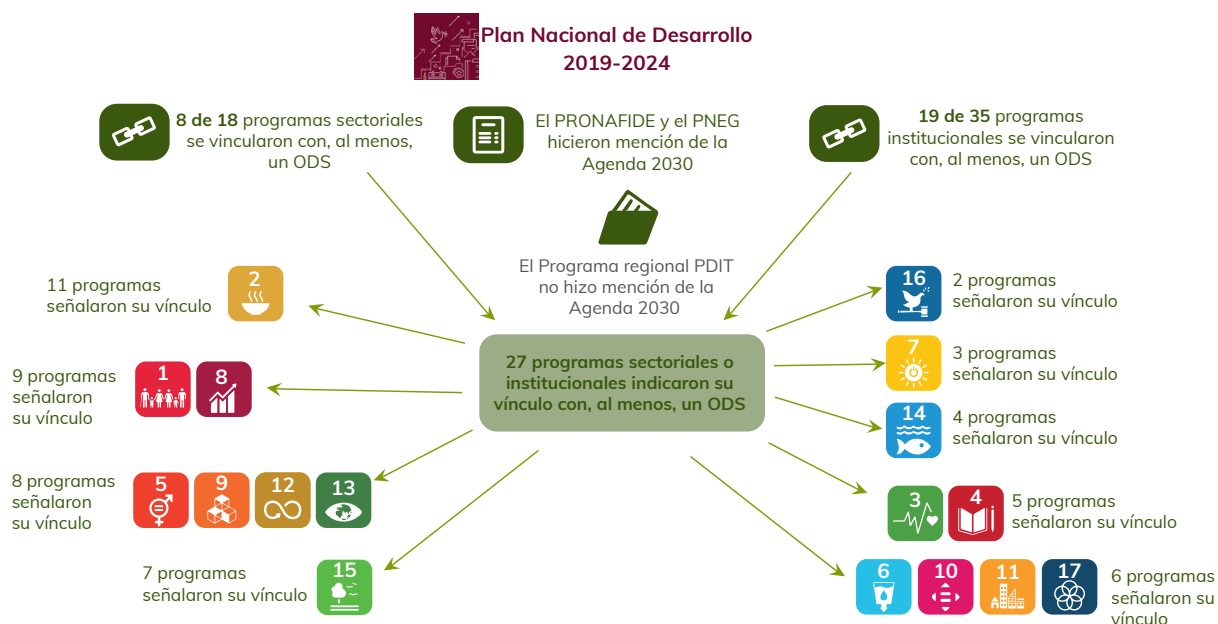 Plan Nacional de Desarrollo
2019-2024
8 de 18 programas sectoriales
se vincularon con, al menos,
un ODS
El PRONAFIDE y el PNEG
hicieron mención de la
Agenda 2030
19 de 35 programas
institucionales se vincularon
con, al menos, un ODS
El Programa regional PDIT
no hizo mención de la
Agenda 2030
27 programas sectoriales o
institucionales indicaron su
vínculo con, al menos, un ODS
11 programas
señalaron su vínculo
2
9 programas
señalaron
su vínculo
1
8
8 programas
señalaron
su vínculo
5
9
12
13
7 programas
señalaron su vínculo
15
16
2 programas
señalaron su vínculo
7
3 programas
señalaron su vínculo
14
4 programas
señalaron su vínculo
3
4
5 programas
señalaron su vínculo
6
10
11
17
6 programas
señalaron su
vínculo